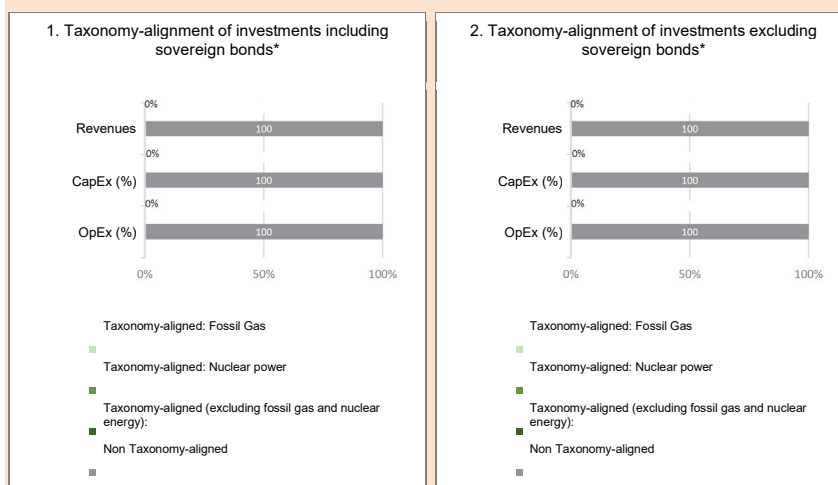 1. Taxonomy-alignment of investments including
sovereign bonds*
0%
Revenues
100
0%
CapEx (%)
100
0%
OpEx (%)
100
0%
50%
100%
Taxonomy-aligned: Fossil Gas
Taxonomy-aligned: Nuclear power
Taxonomy-aligned (excluding fossil gas and nuclear
energy):
Non Taxonomy-aligned
2. Taxonomy-alignment of investments excluding
sovereign bonds*
0%
Revenues
100
0%
CapEx (%)
100
0%
OpEx (%)
100
0%
50%
100%
Taxonomy-aligned: Fossil Gas
Taxonomy-aligned: Nuclear power
Taxonomy-aligned (excluding fossil gas and nuclear
energy):
Non Taxonomy-aligned